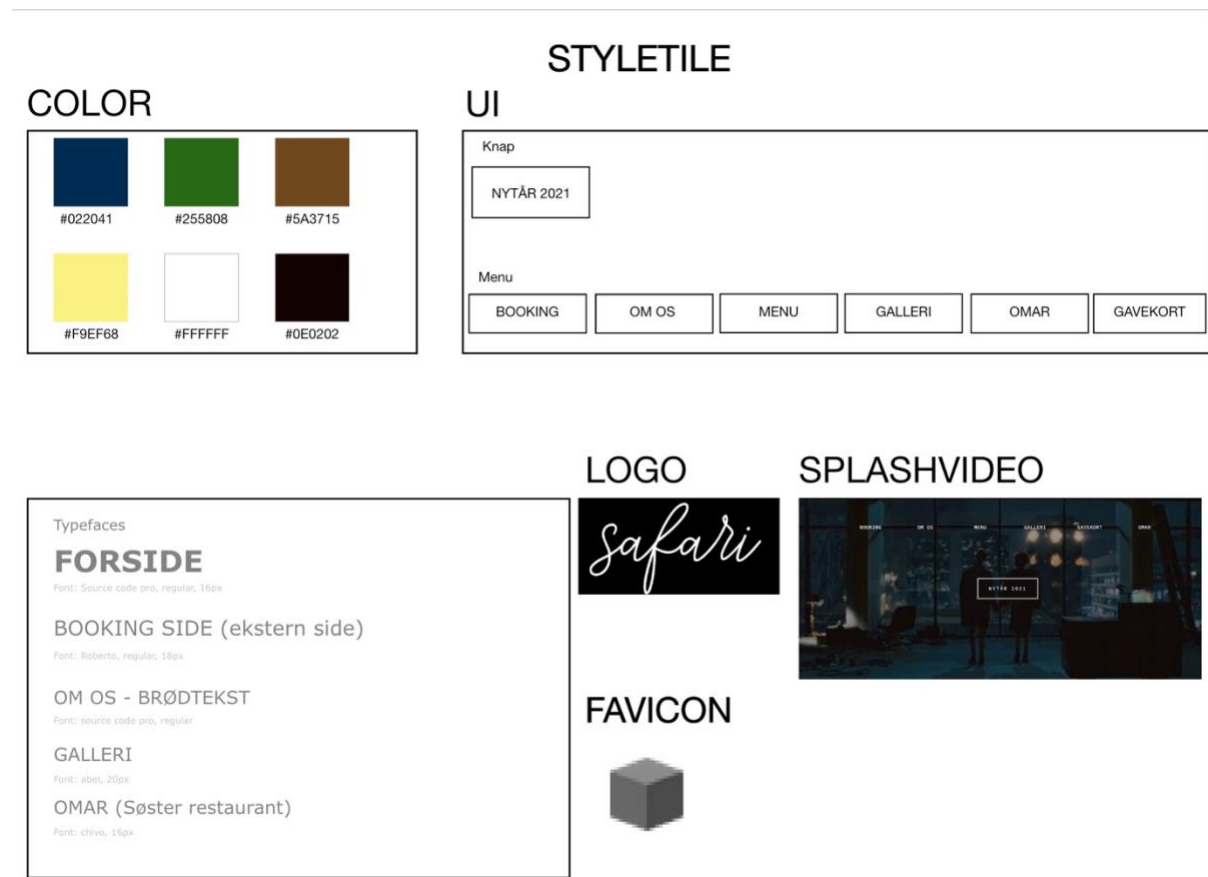 STYLETILE
COLOR
#022041 #255808 #5A3715
#F9EF68 #FFFFFF #0E0202
UI
Knap
NYTÅR 2021
Menu
BOOKING OM OS MENU GALLERI OMAR GAVEKORT
Typefaces
FORSIDE
Font: Source code pro, regular, 16px
BOOKING SIDE (ekstern side)
Font: Roberto, regular, 18px
OM OS - BRØDTEKST
Font: source code pro, regular
GALLERI
Font: abel, 20px
OMAR (Søster restaurant)
Font: chivo, 16px
LOGO
safari
SPLASHVIDEO
BOOKING OM OS MENU GALLERI GAVEKORT OMAR
NYTÅR 2021
FAVICON